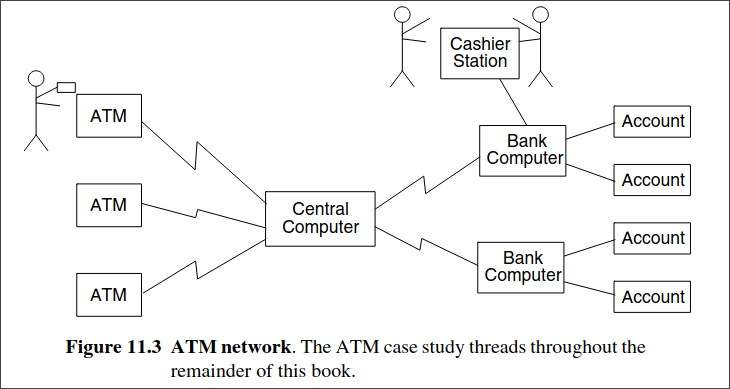 Cashier
Station
ATM
Account
Bank
Computer
Account
ATM
Central
Computer
Account
Bank
Computer
ATM
Account
Figure 11.3 ATM network. The ATM case study threads throughout the
remainder of this book.